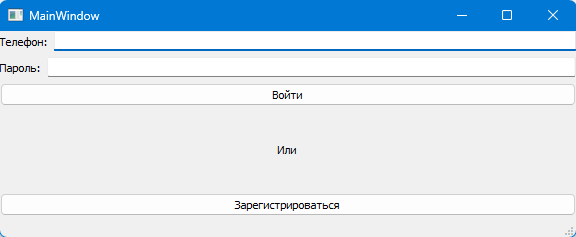 MainWindow
Телефон:
Пароль:
Войти
Или
Зарегистрироваться